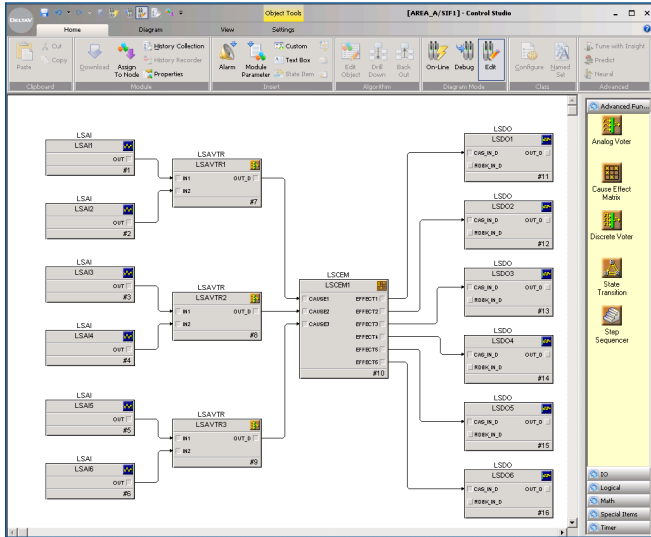 DELTAV
Object Tools
[AREA_A/SIF1] - Control Studio
Home
Diagram
View
Settings
Paste
Cut
Copy
Clipboard
Download
Assign To Node
History Collection
History Recorder
Properties
Module
Alarm
Module Parameter
Custom
Text Box
State Item
Insert
Edit Object
Drill Down
Back Out
Algorithm
On-Line
Debug
Edit
Diagram Mode
Configure
Named Set
Class
Tune with Insight
Predict
Neural
Advanced
LSAI
LSAI1
OUT
#1
LSAI
LSAI2
OUT
#2
LSAVTR
LSAVTR1
IN1
OUT_D
IN2
#7
LSAI
LSAI3
OUT
#3
LSAI
LSAI4
OUT
#4
LSAVTR
LSAVTR2
IN1
OUT_D
IN2
#8
LSAI
LSAI5
OUT
#5
LSAI
LSAI6
OUT
#6
LSAVTR
LSAVTR3
IN1
OUT_D
IN2
#9
LSCEM
LSCEM1
CAUSE1
EFFECT1
CAUSE2
EFFECT2
CAUSE3
EFFECT3
EFFECT4
EFFECT5
EFFECT6
#10
LSDO
LSDO1
CAS_IN_D
OUT_D
RDBK_IN_D
#11
LSDO
LSDO2
CAS_IN_D
OUT_D
RDBK_IN_D
#12
LSDO
LSDO3
CAS_IN_D
OUT_D
RDBK_IN_D
#13
LSDO
LSDO4
CAS_IN_D
OUT_D
RDBK_IN_D
#14
LSDO
LSDO5
CAS_IN_D
OUT_D
RDBK_IN_D
#15
LSDO
LSDO6
CAS_IN_D
OUT_D
RDBK_IN_D
#16
Advanced Fun...
Analog Voter
Cause Effect
Matrix
Discrete Voter
State
Transition
Step
Sequencer
IO
Logical
Math
Special Items
Timer